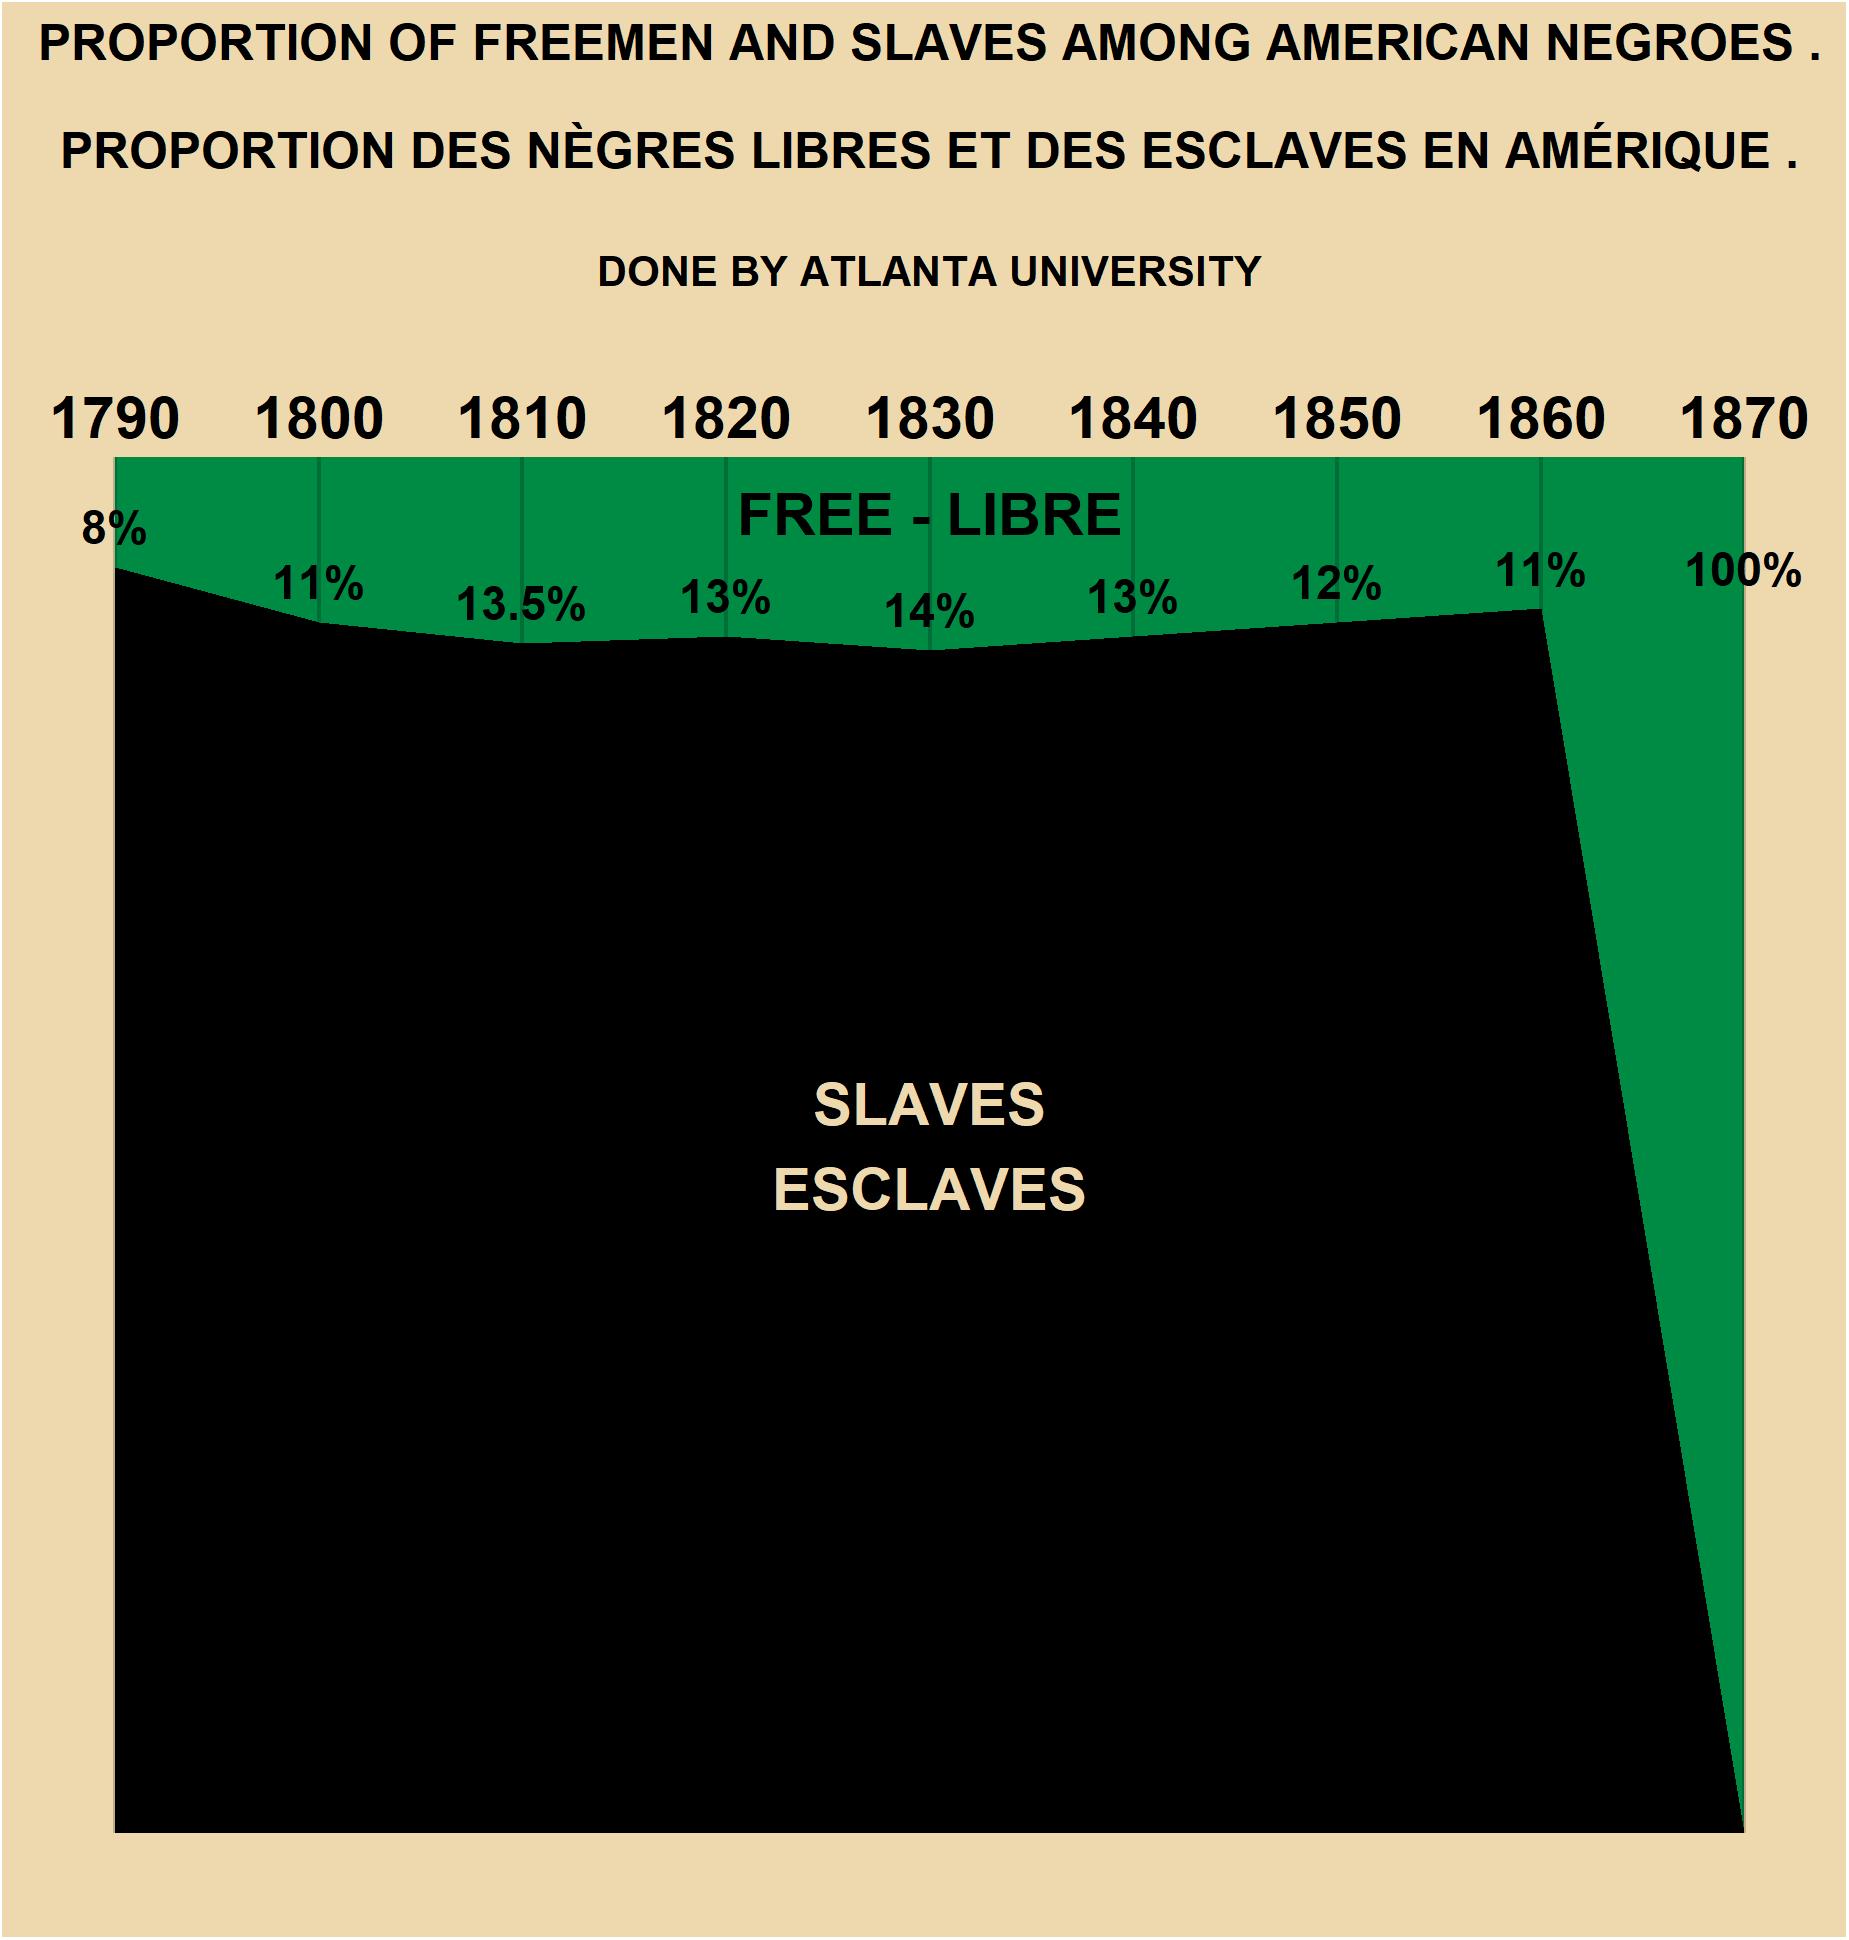 PROPORTION OF FREEMEN AND SLAVES AMONG AMERICAN NEGROES .
PROPORTION DES NÈGRES LIBRES ET DES ESCLAVES EN AMÉRIQUE .
DONE BY ATLANTA UNIVERSITY
1790 1800 1810 1820 1830 1840 1850 1860 1870
FREE - LIBRE
8% 11% 13.5% 13% 14% 13% 12% 11% 100%
SLAVES
ESCLAVES